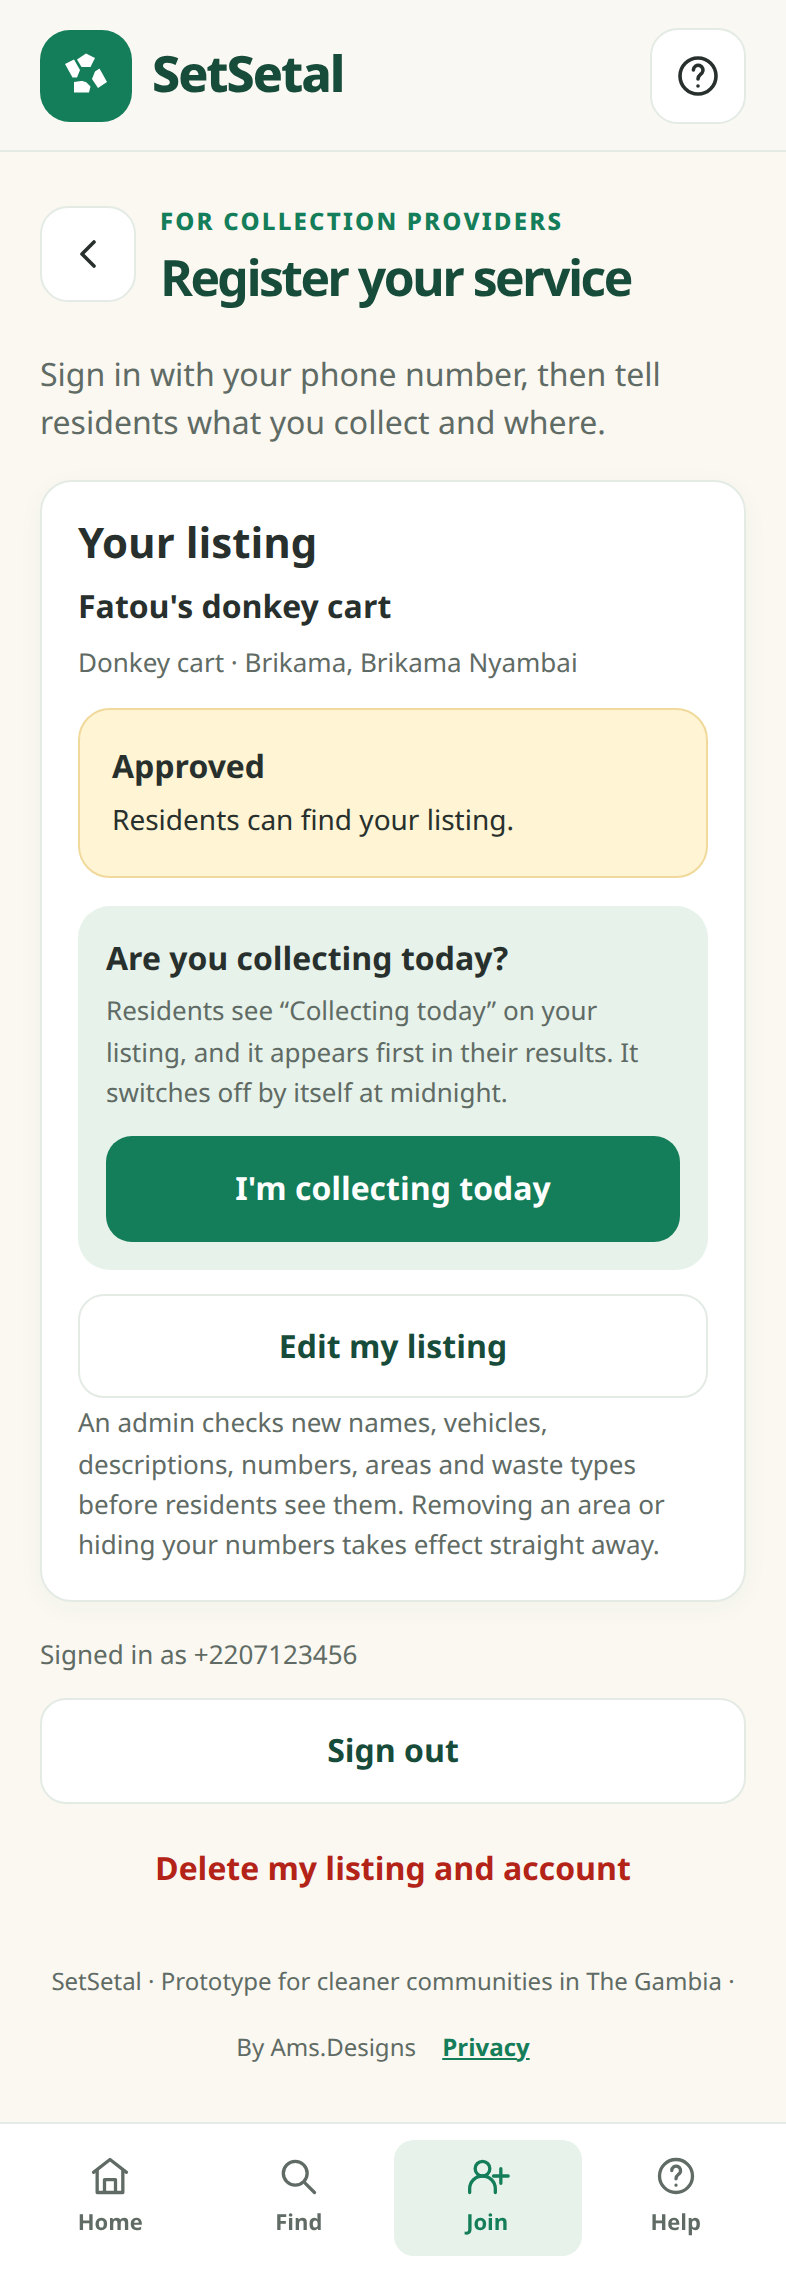 SetSetal
FOR COLLECTION PROVIDERS
Register your service
Sign in with your phone number, then tell
residents what you collect and where.
Your listing
Fatou's donkey cart
Donkey cart · Brikama, Brikama Nyambai
Approved
Residents can find your listing.
Are you collecting today?
Residents see “Collecting today” on your
listing, and it appears first in their results. It
switches off by itself at midnight.
I'm collecting today
Edit my listing
An admin checks new names, vehicles,
descriptions, numbers, areas and waste types
before residents see them. Removing an area or
hiding your numbers takes effect straight away.
Signed in as +2207123456
Sign out
Delete my listing and account
SetSetal · Prototype for cleaner communities in The Gambia ·
By Ams.Designs Privacy
Home Find Join Help